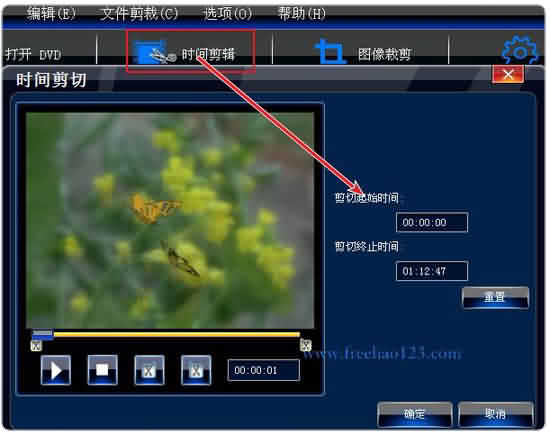 编辑(E) 文件剪裁(C) 选项(O) 帮助(H)
打开 DVD 时间剪辑 图像裁剪
时间剪切
剪切起始时间:
00:00:00
剪切终止时间:
01:12:47
重置
www.freehao123.com
00:00:01
确定 取消